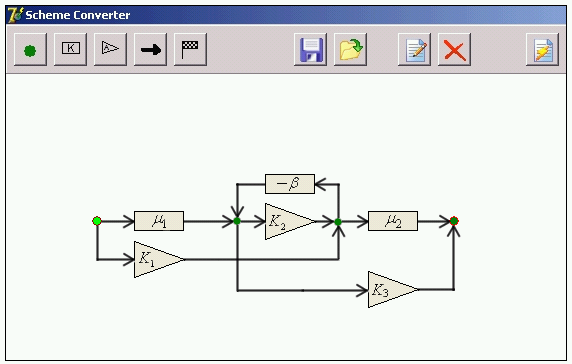 Scheme Converter
K
A
−β
μ₁
K₂
μ₂
K₁
K₃